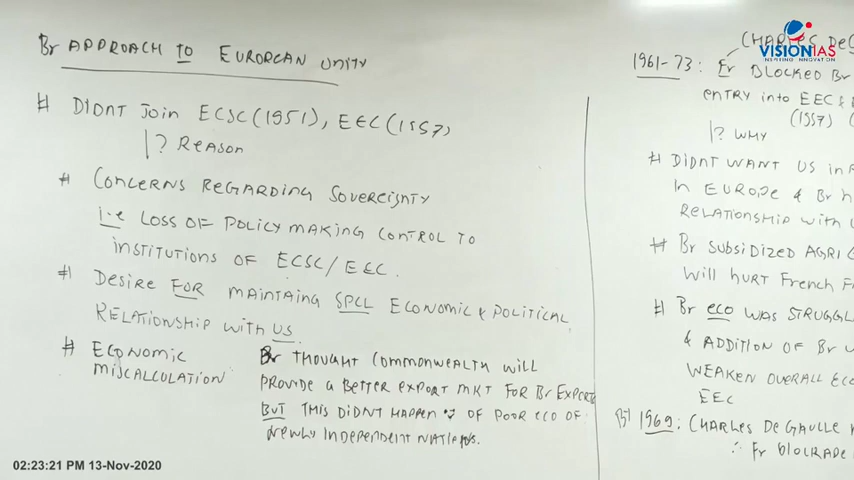 Br APPROACH TO EUROPEAN UNITY
# DIDNT JOIN ECSC (1951), EEC (1957)
|? REASON
# CONCERNS REGARDING SOVEREIGNTY
i.e LOSS OF POLICY MAKING CONTROL TO
INSTITUTIONS OF ECSC/EEC.
# DESIRE FOR MAINTAING SPCL ECONOMIC & POLITICAL
RELATIONSHIP WITH US
# ECONOMIC
MISCALCULATION
Br THOUGHT COMMONWEALTH WILL
PROVIDE A BETTER EXPORT MKT FOR Br EXPORTS
BUT THIS DIDNT HAPPEN ∵ OF POOR ECO OF
NEWLY INDEPENDENT NATIONS.
CHARLES DeG
1961-73: Fr BLOCKED Br
ENTRY INTO EEC &
(1957) (
|? WHY
# DIDNT WANT US IN
IN EUROPE & Br
RELATIONSHIP WITH
# Br SUBSIDIZED AGRI
WILL HURT FRENCH
# Br eco WAS STRUGGL
& ADDITION OF Br
WEAKEN OVERALL ECO
EEC
1969: CHARLES DeGAULLE
∴ Fr BLOCKADE
VISIONIAS
INSPIRING INNOVATION
02:23:21 PM 13-Nov-2020